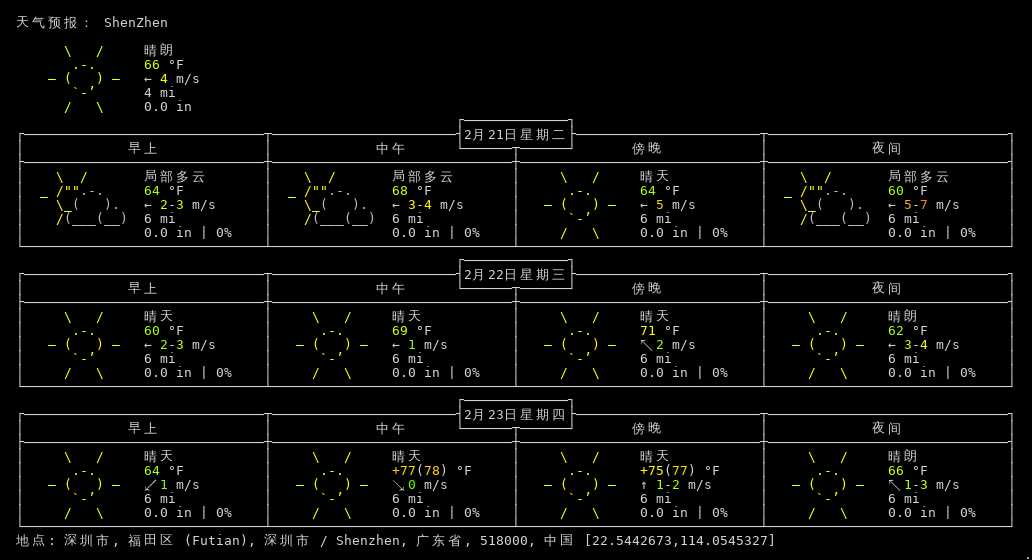 天气预报： ShenZhen
晴朗
66 °F
← 4 m/s
4 mi
0.0 in
2月21日星期二
早上 中午 傍晚 夜间
局部多云 局部多云 晴天 局部多云
64 °F 68 °F 64 °F 60 °F
← 2-3 m/s ← 3-4 m/s ← 5 m/s ← 5-7 m/s
6 mi 6 mi 6 mi 6 mi
0.0 in | 0% 0.0 in | 0% 0.0 in | 0% 0.0 in | 0%
2月22日星期三
早上 中午 傍晚 夜间
晴天 晴天 晴天 晴朗
60 °F 69 °F 71 °F 62 °F
← 2-3 m/s ← 1 m/s ↖ 2 m/s ← 3-4 m/s
6 mi 6 mi 6 mi 6 mi
0.0 in | 0% 0.0 in | 0% 0.0 in | 0% 0.0 in | 0%
2月23日星期四
早上 中午 傍晚 夜间
晴天 晴天 晴天 晴朗
64 °F +77(78) °F +75(77) °F 66 °F
↙ 1 m/s ↘ 0 m/s ↑ 1-2 m/s ↖ 1-3 m/s
6 mi 6 mi 6 mi 6 mi
0.0 in | 0% 0.0 in | 0% 0.0 in | 0% 0.0 in | 0%
地点: 深圳市, 福田区 (Futian), 深圳市 / Shenzhen, 广东省, 518000, 中国 [22.5442673,114.0545327]